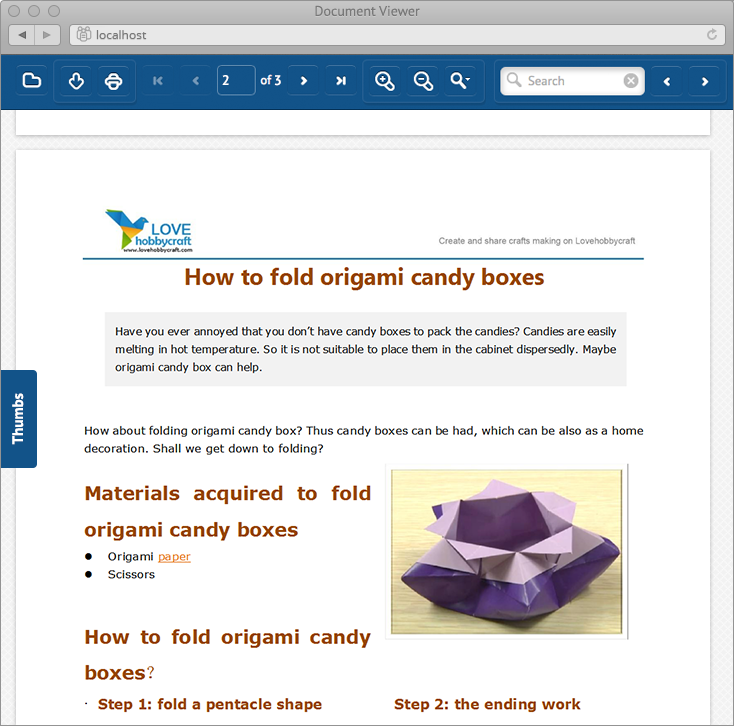 Document Viewer
localhost
2 of 3
Search
LOVE
hobbycraft
www.lovehobbycraft.com
Create and share crafts making on Lovehobbycraft
How to fold origami candy boxes
Have you ever annoyed that you don’t have candy boxes to pack the candies? Candies are easily
melting in hot temperature. So it is not suitable to place them in the cabinet dispersedly. Maybe
origami candy box can help.
Thumbs
How about folding origami candy box? Thus candy boxes can be had, which can be also as a home
decoration. Shall we get down to folding?
Materials acquired to fold
origami candy boxes
● Origami paper
● Scissors
How to fold origami candy
boxes?
· Step 1: fold a pentacle shape
Step 2: the ending work